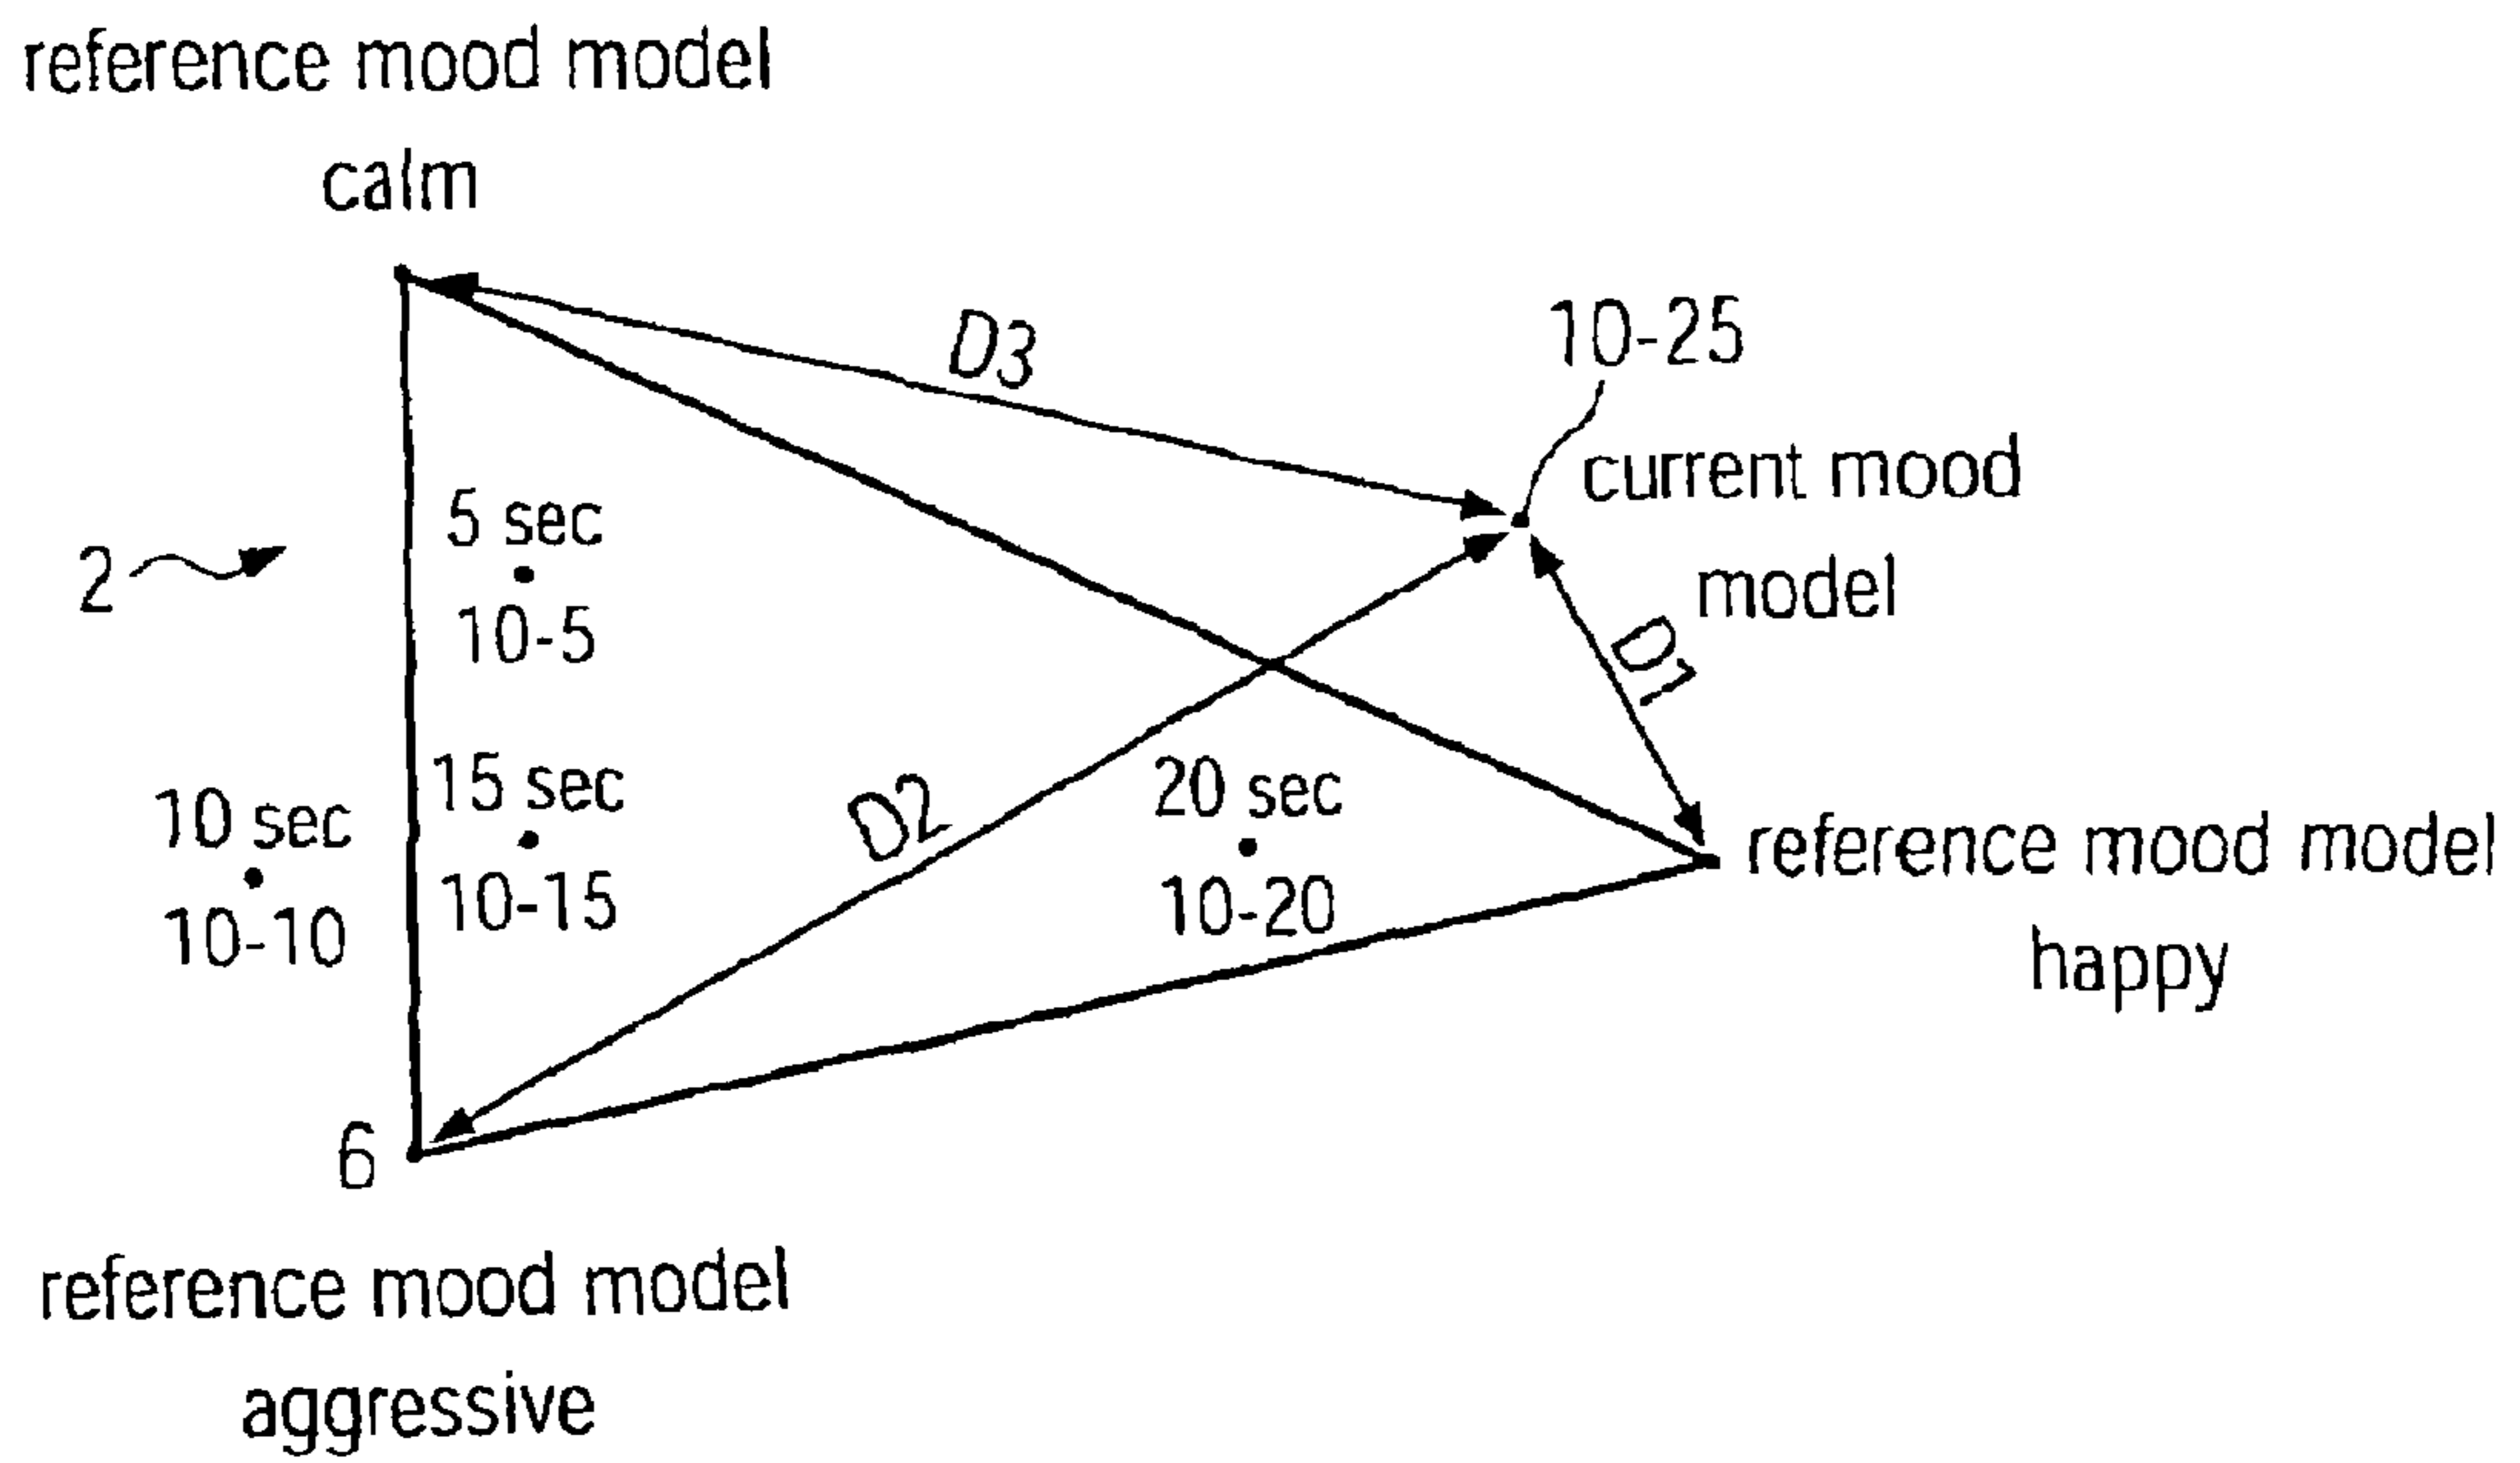 reference mood model
calm
D3
10-25
current mood
model
5 sec
10-5
2
D1
15 sec
10-15
10 sec
10-10
D2
20 sec
10-20
reference mood model
happy
6
reference mood model
aggressive